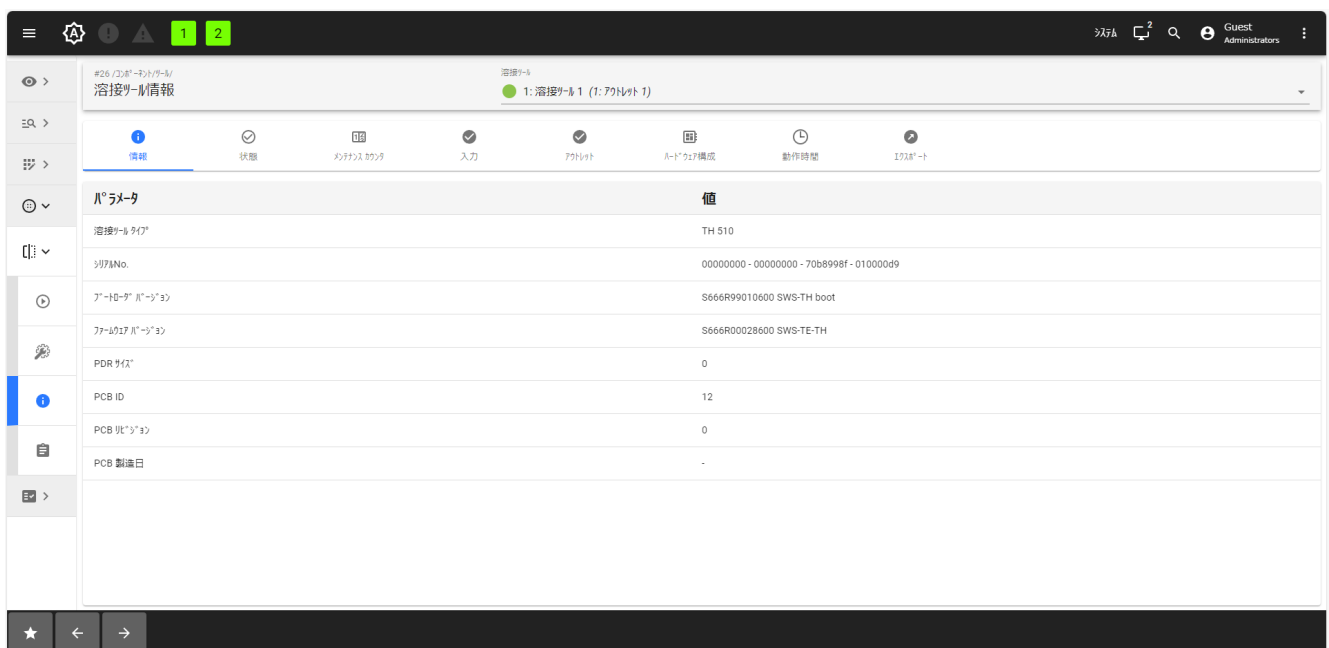 1 2
ｼｽﾃﾑ 2 Guest
Administrators
#26 /ｺﾝﾎﾟｰﾈﾝﾄ/ﾂｰﾙ/
溶接ﾂｰﾙ情報
溶接ﾂｰﾙ
1: 溶接ﾂｰﾙ 1 (1: ｱｳﾄﾚｯﾄ 1)
情報 状態 ﾒﾝﾃﾅﾝｽ ｶｳﾝﾀ 入力 ｱｳﾄﾚｯﾄ ﾊｰﾄﾞｳｪｱ構成 動作時間 ｴｸｽﾎﾟｰﾄ
ﾊﾟﾗﾒｰﾀ 値
溶接ﾂｰﾙ ﾀｲﾌﾟ TH 510
ｼﾘｱﾙNo. 00000000 - 00000000 - 70b8998f - 010000d9
ﾌﾞｰﾄﾛｰﾀﾞ ﾊﾞｰｼﾞｮﾝ S666R99010600 SWS-TH boot
ﾌｧｰﾑｳｪｱ ﾊﾞｰｼﾞｮﾝ S666R00028600 SWS-TE-TH
PDR ｻｲｽﾞ 0
PCB ID 12
PCB ﾘﾋﾞｼﾞｮﾝ 0
PCB 製造日 -